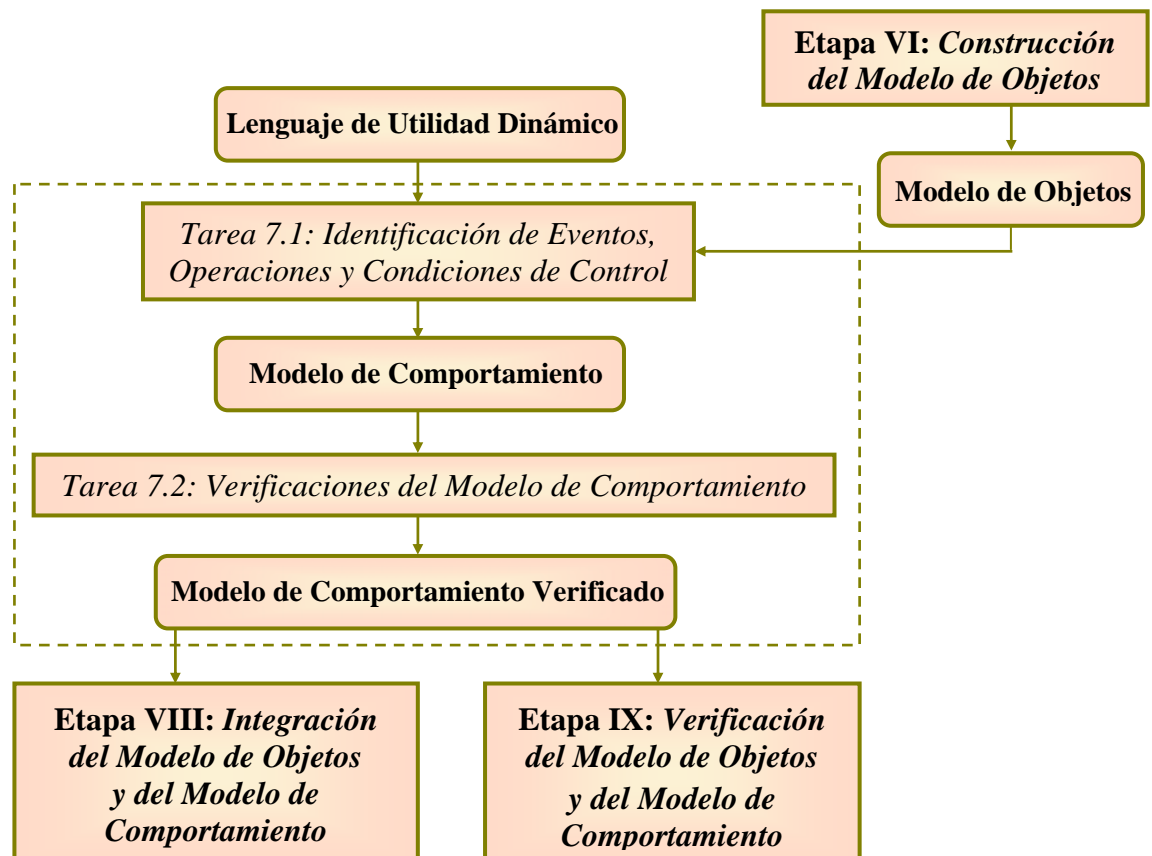 Etapa VI: Construcción
del Modelo de Objetos
Lenguaje de Utilidad Dinámico
Modelo de Objetos
Tarea 7.1: Identificación de Eventos,
Operaciones y Condiciones de Control
Modelo de Comportamiento
Tarea 7.2: Verificaciones del Modelo de Comportamiento
Modelo de Comportamiento Verificado
Etapa VIII: Integración
del Modelo de Objetos
y del Modelo de
Comportamiento
Etapa IX: Verificación
del Modelo de Objetos
y del Modelo de
Comportamiento